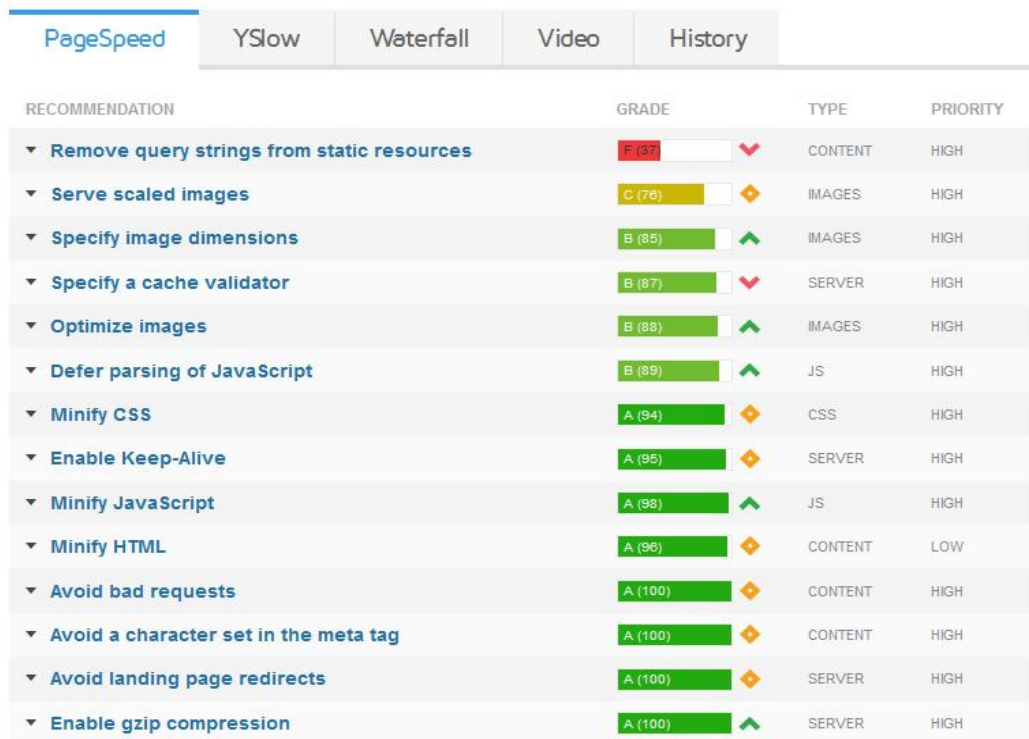 PageSpeed YSlow Waterfall Video History
RECOMMENDATION GRADE TYPE PRIORITY
Remove query strings from static resources F (37) CONTENT HIGH
Serve scaled images C (76) IMAGES HIGH
Specify image dimensions B (85) IMAGES HIGH
Specify a cache validator B (87) SERVER HIGH
Optimize images B (88) IMAGES HIGH
Defer parsing of JavaScript B (89) JS HIGH
Minify CSS A (94) CSS HIGH
Enable Keep-Alive A (95) SERVER HIGH
Minify JavaScript A (98) JS HIGH
Minify HTML A (96) CONTENT LOW
Avoid bad requests A (100) CONTENT HIGH
Avoid a character set in the meta tag A (100) CONTENT HIGH
Avoid landing page redirects A (100) SERVER HIGH
Enable gzip compression A (100) SERVER HIGH